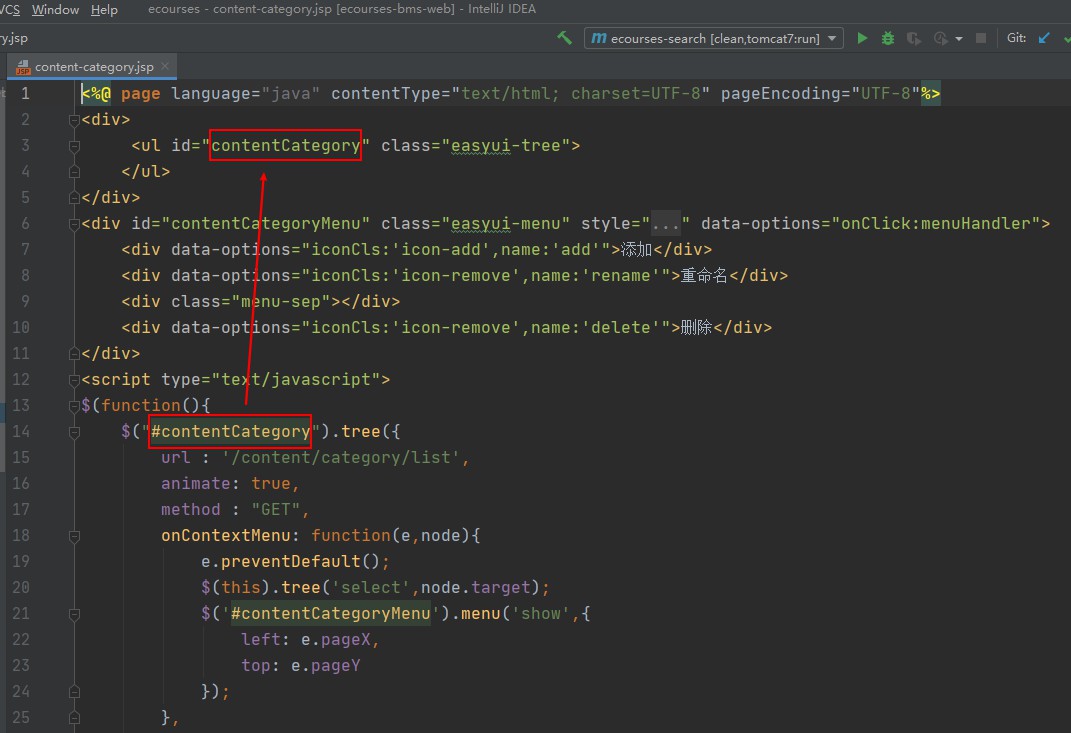 VCS Window Help ecourses - content-category.jsp [ecourses-bms-web] - IntelliJ IDEA
ry.jsp ecourses-search [clean,tomcat7:run] Git:
content-category.jsp
1 <%@ page language="java" contentType="text/html; charset=UTF-8" pageEncoding="UTF-8"%>
2 <div>
3 <ul id="contentCategory" class="easyui-tree">
4 </ul>
5 </div>
6 <div id="contentCategoryMenu" class="easyui-menu" style="..." data-options="onClick:menuHandler">
7 <div data-options="iconCls:'icon-add',name:'add'">添加</div>
8 <div data-options="iconCls:'icon-remove',name:'rename'">重命名</div>
9 <div class="menu-sep"></div>
10 <div data-options="iconCls:'icon-remove',name:'delete'">删除</div>
11 </div>
12 <script type="text/javascript">
13 $(function(){
14 $("#contentCategory").tree({
15 url : '/content/category/list',
16 animate: true,
17 method : "GET",
18 onContextMenu: function(e,node){
19 e.preventDefault();
20 $(this).tree('select',node.target);
21 $('#contentCategoryMenu').menu('show',{
22 left: e.pageX,
23 top: e.pageY
24 });
25 },